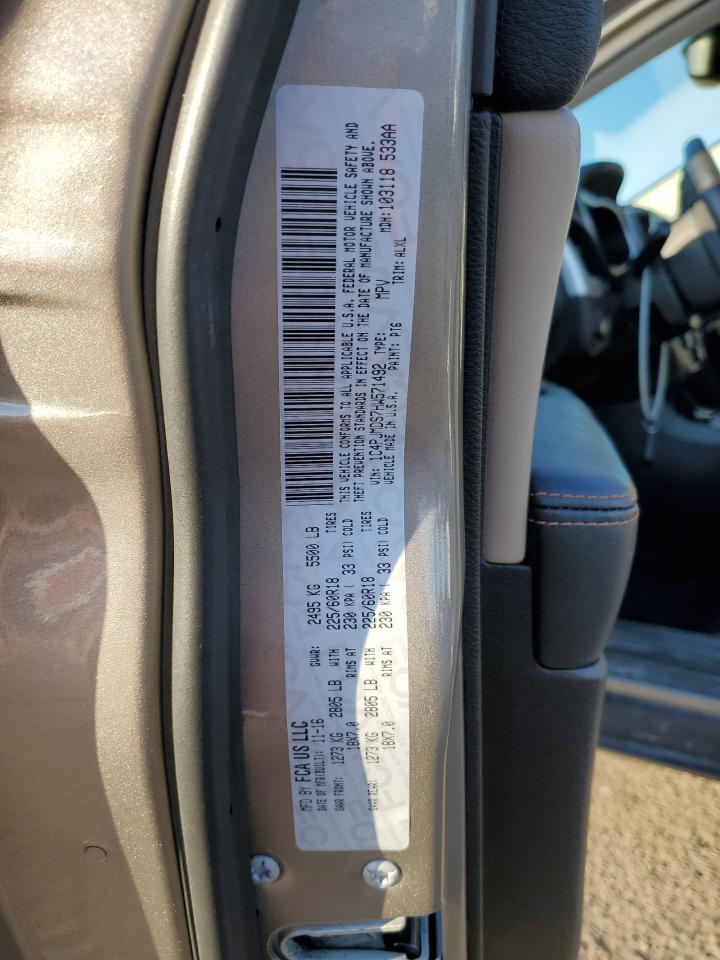 MFD BY FCA US LLC
DATE OF MFR(BUILT): 11-16 GVWR: 2495 KG 5500 LB
GAWR FRONT: 1273 KG 2805 LB WITH 225/60R18 TIRES
18X7.0 RIMS AT 230 KPA ( 33 PSI) COLD
GAWR REAR: 1273 KG 2805 LB WITH 225/60R18 TIRES
18X7.0 RIMS AT 230 KPA ( 33 PSI) COLD
THIS VEHICLE CONFORMS TO ALL APPLICABLE U.S.A. FEDERAL MOTOR VEHICLE SAFETY AND
THEFT PREVENTION STANDARDS IN EFFECT ON THE DATE OF MANUFACTURE SHOWN ABOVE.
VIN: 1C4PJMDS7HW571492 TYPE: MPV MDH:103118 533AA
VEHICLE MADE IN U.S.A. PAINT: PTG TRIM:ALXL